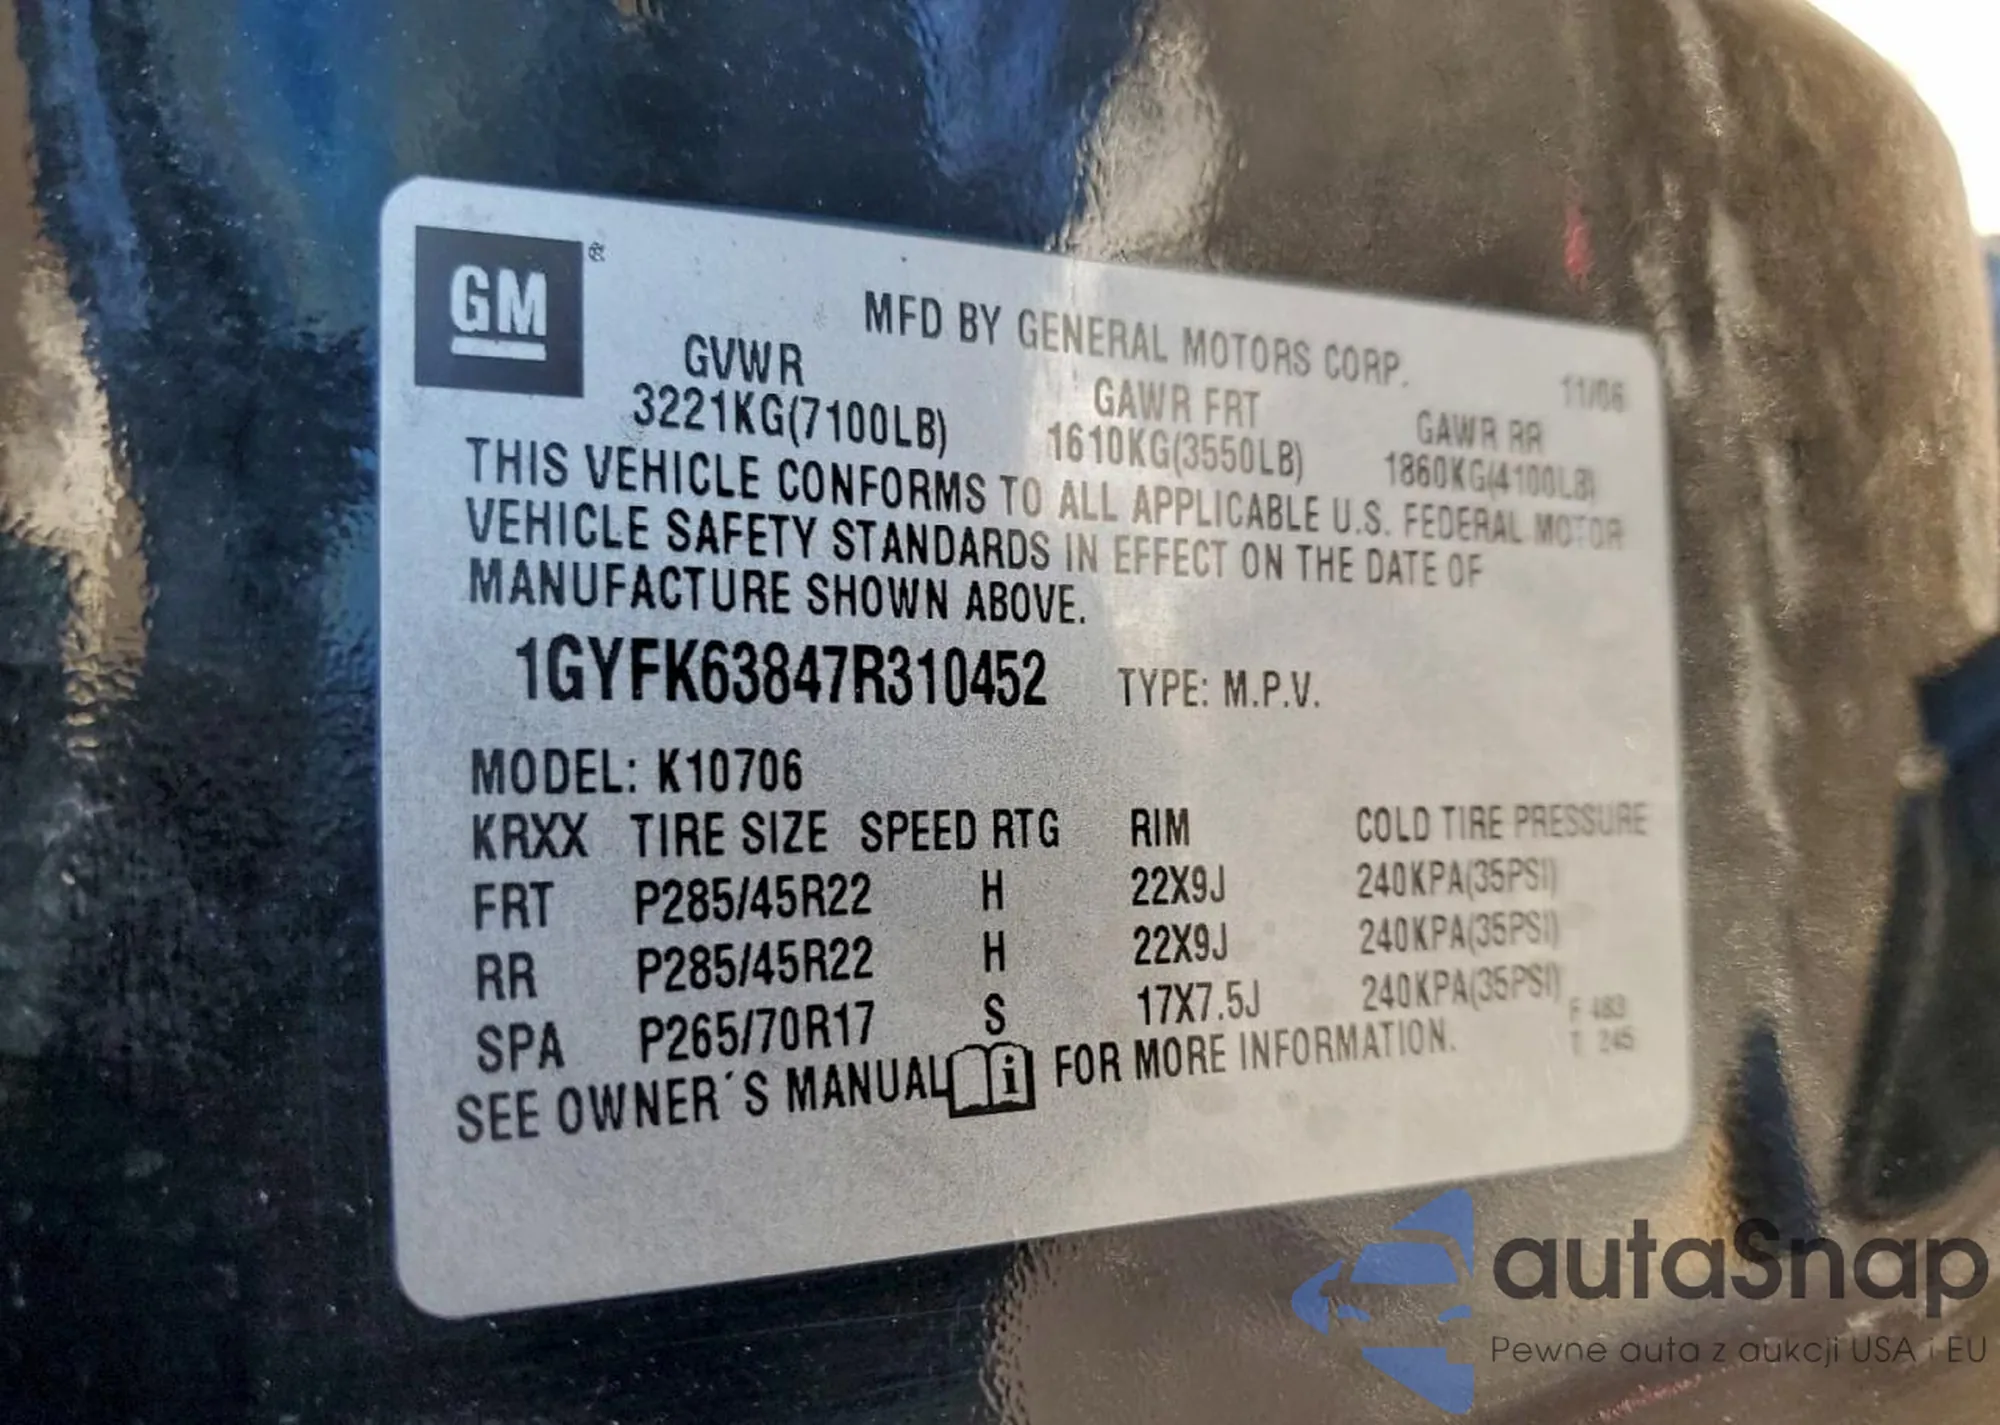 GM ®
MFD BY GENERAL MOTORS CORP.
11/06
GVWR GAWR FRT GAWR RR
3221KG(7100LB) 1610KG(3550LB) 1860KG(4100LB)
THIS VEHICLE CONFORMS TO ALL APPLICABLE U.S. FEDERAL MOTOR
VEHICLE SAFETY STANDARDS IN EFFECT ON THE DATE OF
MANUFACTURE SHOWN ABOVE.
1GYFK63847R310452 TYPE: M.P.V.
MODEL: K10706
KRXX TIRE SIZE SPEED RTG RIM COLD TIRE PRESSURE
FRT P285/45R22 H 22X9J 240KPA(35PSI)
RR P285/45R22 H 22X9J 240KPA(35PSI)
SPA P265/70R17 S 17X7.5J 240KPA(35PSI)
F 483
T 245
SEE OWNER´S MANUAL i FOR MORE INFORMATION.
autaSnap
Pewne auta z aukcji USA i EU